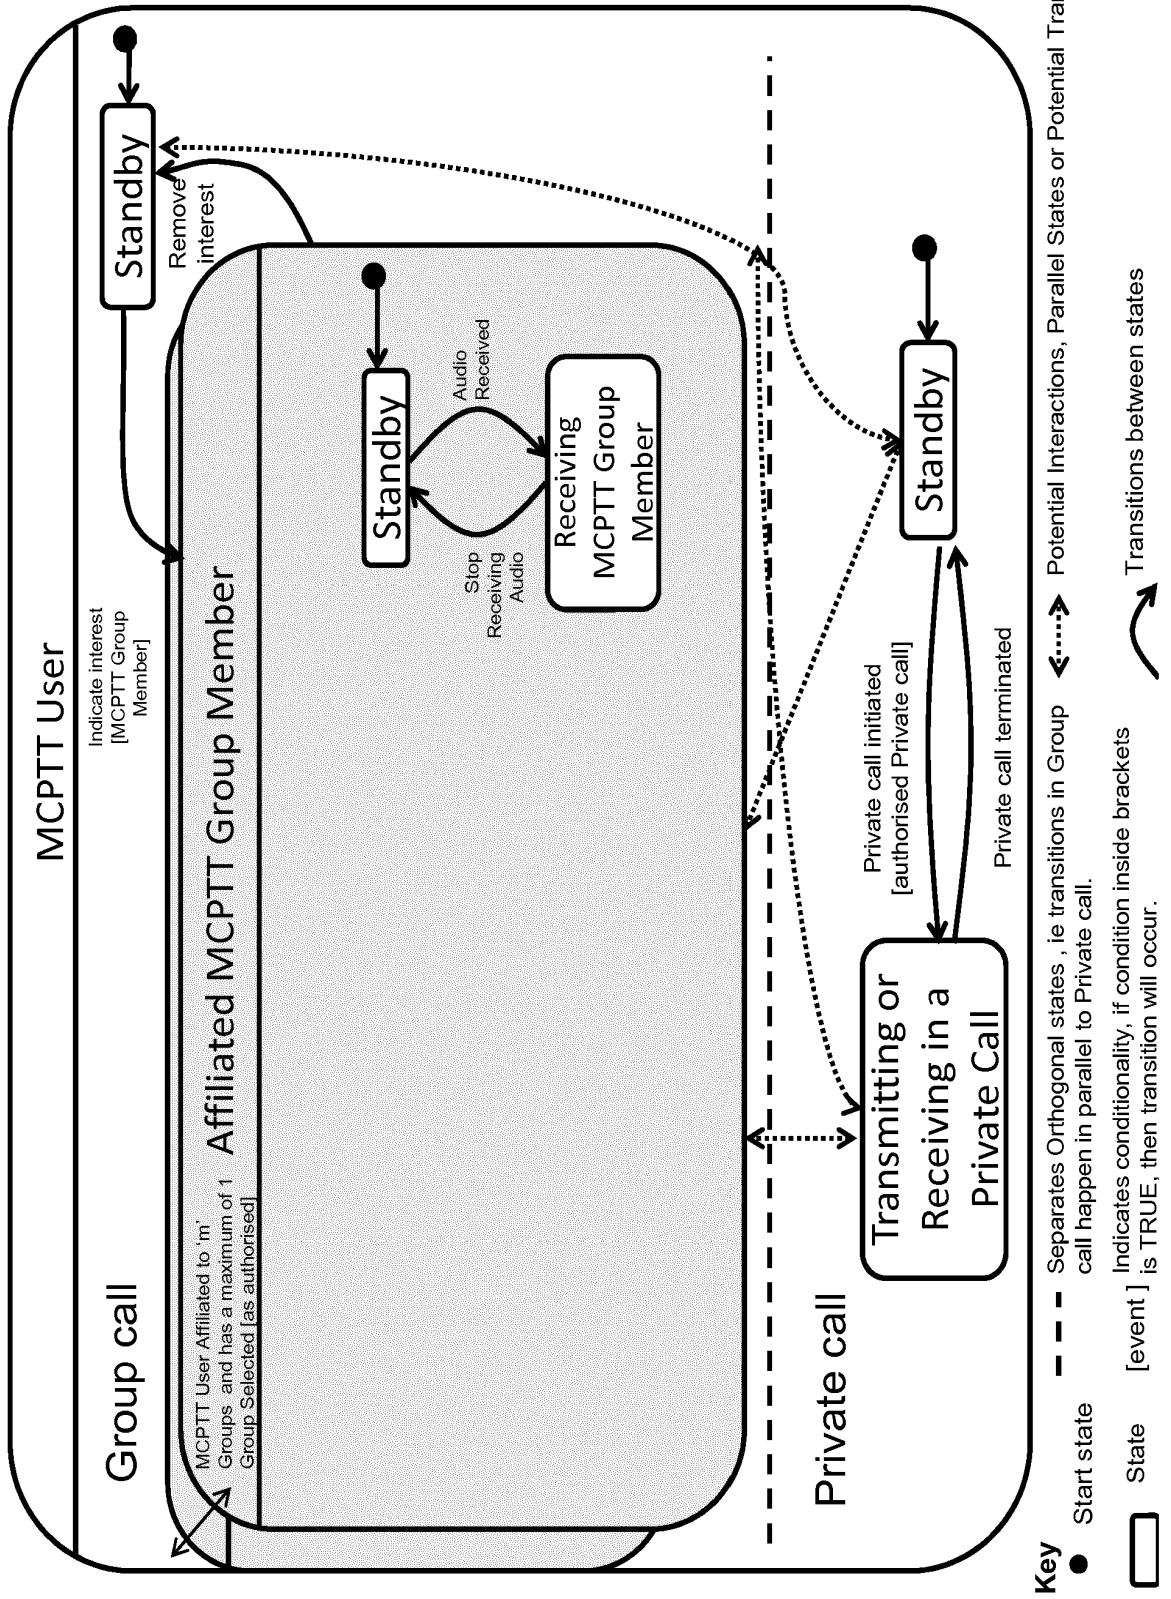 MCPTT User
Group call
Standby
Indicate interest
[MCPTT Group
Member]
Remove
interest
MCPTT User Affiliated to ‘m’
Groups and has a maximum of 1
Group Selected [as authorised]
Affiliated MCPTT Group Member
Standby
Audio
Received
Stop
Receiving
Audio
Receiving
MCPTT Group
Member
Private call
Transmitting or
Receiving in a
Private Call
Private call initiated
[authorised Private call]
Private call terminated
Standby
Key
Start state
Separates Orthogonal states , ie transitions in Group
call happen in parallel to Private call.
Potential Interactions, Parallel States or Potential
State
[event ]
Indicates conditionality, if condition inside brackets
is TRUE, then transition will occur.
Transitions between states